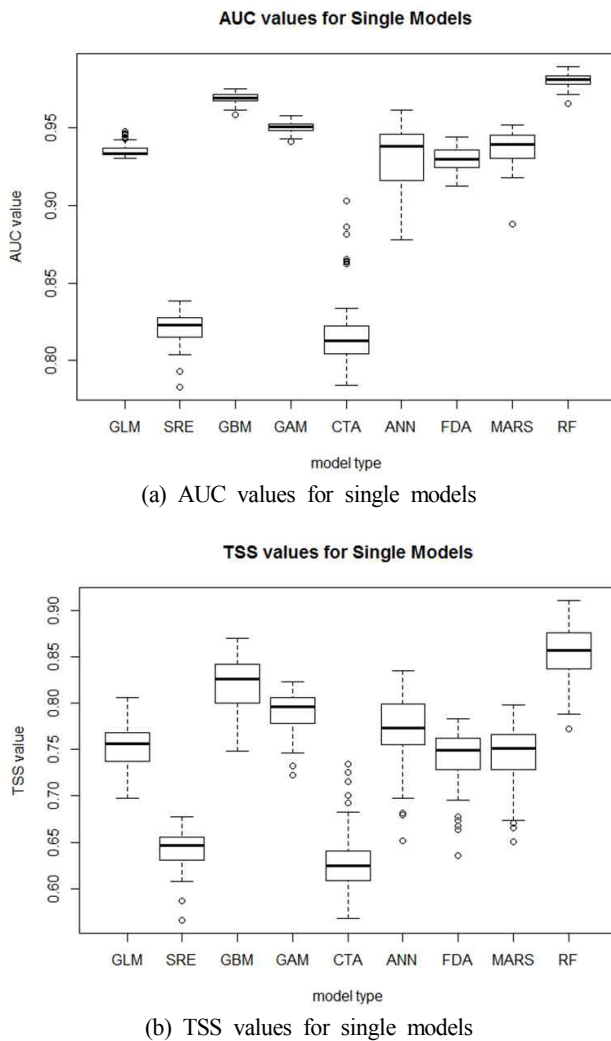 AUC values for Single Models
AUC value
0.95
0.90
0.85
0.80
GLM SRE GBM GAM CTA ANN FDA MARS RF
model type
(a) AUC values for single models
TSS values for Single Models
TSS value
0.90
0.85
0.80
0.75
0.70
0.65
0.60
GLM SRE GBM GAM CTA ANN FDA MARS RF
model type
(b) TSS values for single models